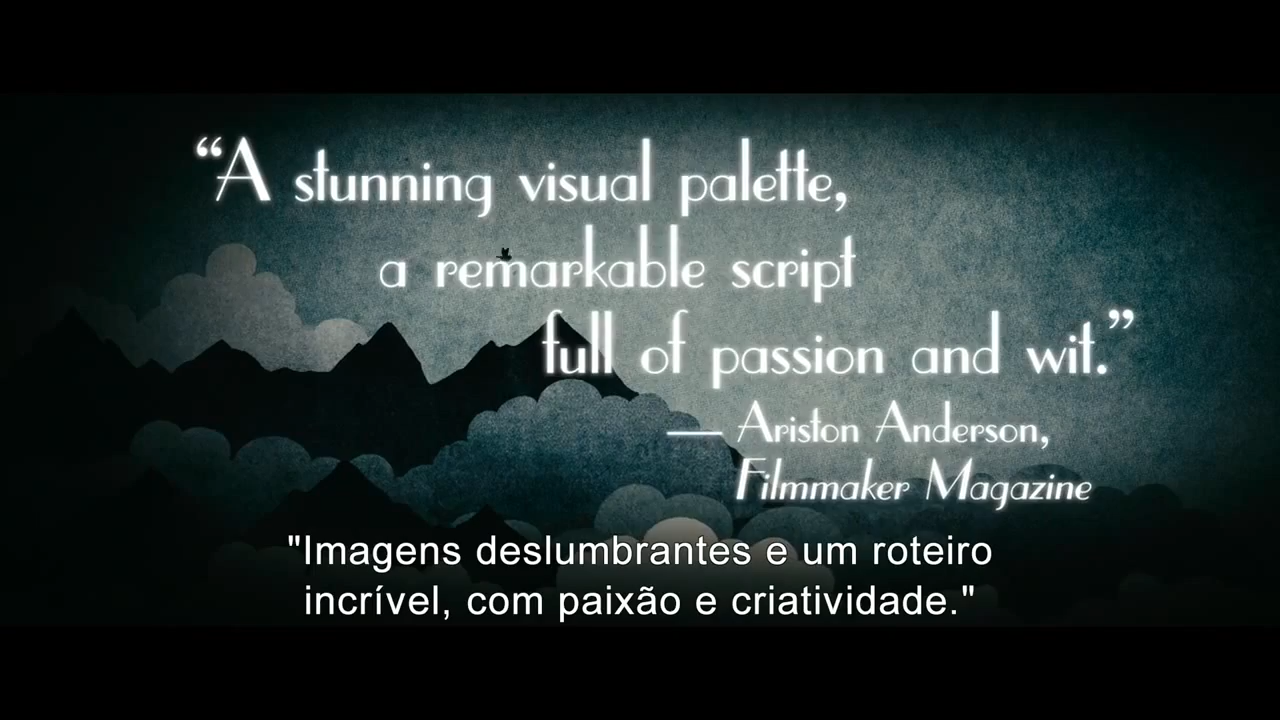 “A stunning visual palette,
a remarkable script
full of passion and wit.”
— Ariston Anderson,
Filmmaker Magazine
"Imagens deslumbrantes e um roteiro
incrível, com paixão e criatividade."